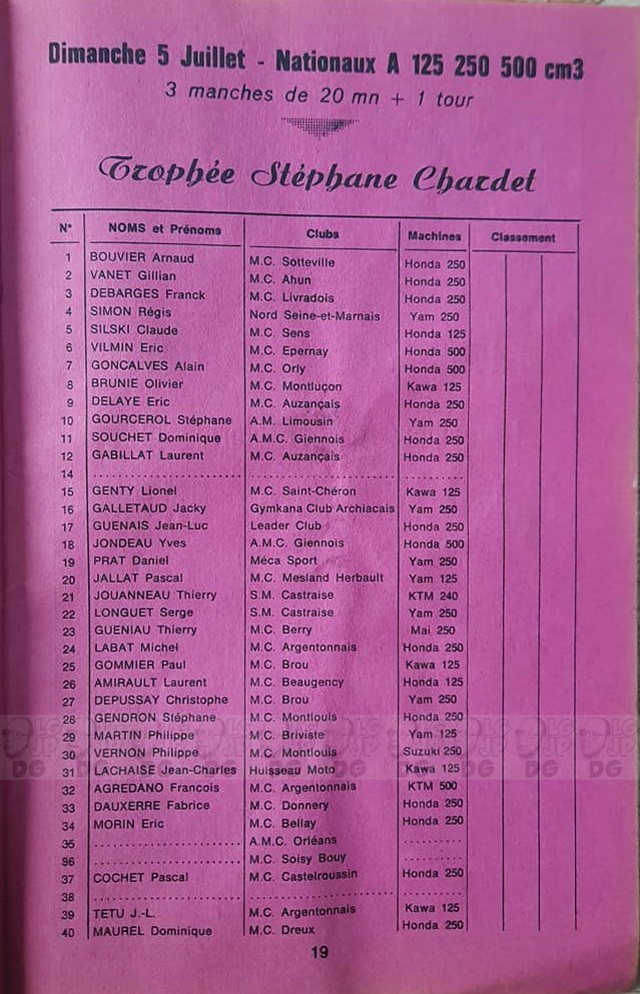 Dimanche 5 Juillet - Nationaux A 125 250 500 cm3
3 manches de 20 mn + 1 tour
Trophée Stéphane Chardet
N° NOMS et Prénoms Clubs Machines Classement
1 BOUVIER Arnaud M.C. Sotteville Honda 250
2 VANET Gillian M.C. Ahun Honda 250
3 DEBARGES Franck M.C. Livradois Honda 250
4 SIMON Régis Nord Seine-et-Marnais Yam 250
5 SILSKI Claude M.C. Sens Honda 125
6 VILMIN Eric M.C. Epernay Honda 500
7 GONCALVES Alain M.C. Orly Honda 500
8 BRUNIE Olivier M.C. Montluçon Kawa 125
9 DELAYE Eric M.C. Auzançais Honda 250
10 GOURCEROL Stéphane A.M. Limousin Yam 250
11 SOUCHET Dominique A.M.C. Giennois Honda 250
12 GABILLAT Laurent M.C. Auzançais Honda 250
14
15 GENTY Lionel M.C. Saint-Chéron Kawa 125
16 GALLETAUD Jacky Gymkana Club Archiacais Yam 250
17 GUENAIS Jean-Luc Leader Club Honda 250
18 JONDEAU Yves A.M.C. Giennois Honda 500
19 PRAT Daniel Méca Sport Yam 250
20 JALLAT Pascal M.C. Mesland Herbault Yam 125
21 JOUANNEAU Thierry S.M. Castraise KTM 240
22 LONGUET Serge S.M. Castraise Yam 250
23 GUENIAU Thierry M.C. Berry Mai 250
24 LABAT Michel M.C. Argentonnais Honda 250
25 GOMMIER Paul M.C. Brou Kawa 125
26 AMIRAULT Laurent M.C. Beaugency Honda 125
27 DEPUSSAY Christophe M.C. Brou Yam 250
28 GENDRON Stéphane M.C. Montlouis Honda 250
29 MARTIN Philippe M.C. Briviste Yam 125
30 VERNON Philippe M.C. Montlouis Suzuki 250
31 LACHAISE Jean-Charles Huisseau Moto Kawa 125
32 AGREDANO Francois M.C. Argentonnais KTM 500
33 DAUXERRE Fabrice M.C. Donnery Honda 250
34 MORIN Eric M.C. Bellay Honda 250
35 A.M.C. Orléans
36 M.C. Soisy Bouy
37 COCHET Pascal M.C. Castelroussin Honda 250
38
39 TETU J.-L. M.C. Argentonnais Kawa 125
40 MAUREL Dominique M.C. Dreux Honda 250
19